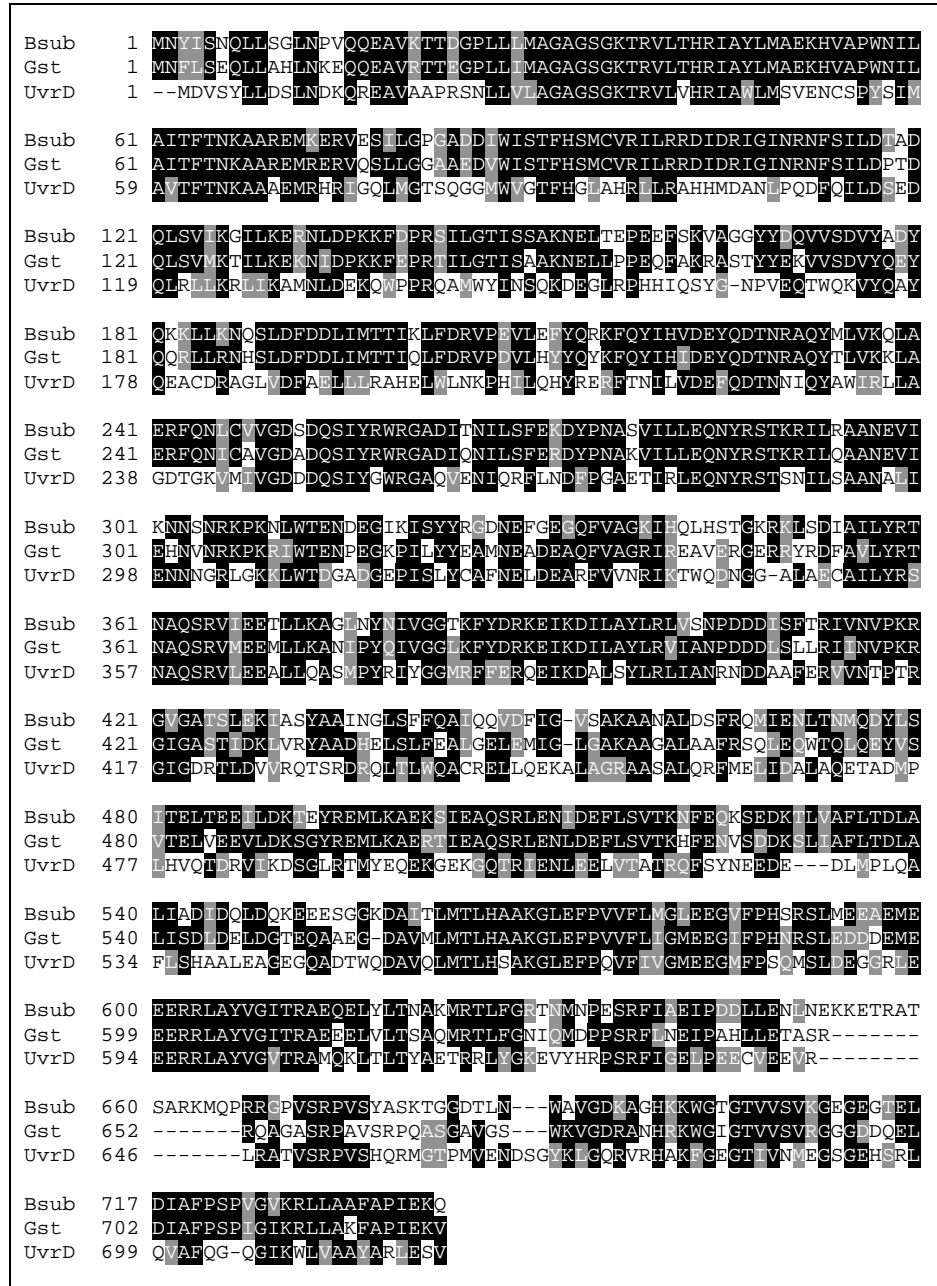 Bsub 1 MNYISNQLLSGLNPVQQEAVKTTDGPLLLMAGAGSGKTRVLTHRIAYLMAEKHVAPWNIL
Gst 1 MNFLSEQLLAHLNKEQQEAVRTTEGPLLIMAGAGSGKTRVLTHRIAYLMAEKHVAPWNIL
UvrD 1 --MDVSYLLDSLNDKQREAVAAPRSNLLVLAGAGSGKTRVLVHRIAWLMSVENCSPYSIM
Bsub 61 AITFTNKAAREMKERVESILGPGADDIWISTFHSMCVRILRRDIDRIGINRNFSILDTAD
Gst 61 AITFTNKAAREMRERVQSLLGGAAEDVWISTFHSMCVRILRRDIDRIGINRNFSILDPTD
UvrD 59 AVTFTNKAAAEMRHRIGQLMGTSQGGMWVGTFHGLAHRLLRAHHMDANLPQDFQILDSED
Bsub 121 QLSVIKGILKERNLDPKKFDPRSILGTISSAKNELTEPEEFSKVAGGYYDQVVSDVYADY
Gst 121 QLSVMKTILKEKNIDPKKFEPRTILGTISAAKNELLPPEQFAKRASTYYEKVVSDVYQEY
UvrD 119 QLRLLKRLIKAMNLDEKQWPPRQAMWYINSQKDEGLRPHHIQSYG-NPVEQTWQKVYQAY
Bsub 181 QKKLLKNQSLDFDDLIMTTIKLFDRVPEVLEFYQRKFQYIHVDEYQDTNRAQYMLVKQLA
Gst 181 QQRLLRNHSLDFDDLIMTTIQLFDRVPDVLHYYQYKFQYIHIDEYQDTNRAQYTLVKKLA
UvrD 178 QEACDRAGLVDFAELLLRAHELWLNKPHILQHYRERFTNILVDEFQDTNNIQYAWIRLLA
Bsub 241 ERFQNLCVVGDSDQSIYRWRGADITNILSFEKDYPNASVILLEQNYRSTKRILRAANEVI
Gst 241 ERFQNICAVGDADQSIYRWRGADIQNILSFERDYPNAKVILLEQNYRSTKRILQAANEVI
UvrD 238 GDTGKVMIVGDDDQSIYGWRGAQVENIQRFLNDFPGAETIRLEQNYRSTSNILSAANALI
Bsub 301 KNNSNRKPKNLWTENDEGIKISYYRGDNEFGEGQFVAGKIHQLHSTGKRKLSDIAILYRT
Gst 301 EHNVNRKPKRIWTENPEGKPILYYEAMNEADEAQFVAGRIREAVERGERRYRDFAVLYRT
UvrD 298 ENNNGRLGKKLWTDGADGEPISLYCAFNELDEARFVVNRIKTWQDNGG-ALAECAILYRS
Bsub 361 NAQSRVIEETLLKAGLNYNIVGGTKFYDRKEIKDILAYLRLVSNPDDDISFTRIVNVPKR
Gst 361 NAQSRVMEEMLLKANIPYQIVGGLKFYDRKEIKDILAYLRVIANPDDDLSLLRIINVPKR
UvrD 357 NAQSRVLEEALLQASMPYRIYGGMRFFERQEIKDALSYLRLIANRNDDAAFERVVNTPTR
Bsub 421 GVGATSLEKIASYAAINGLSFFQAIQQVDFIG-VSAKAANALDSFRQMIENLTNMQDYLS
Gst 421 GIGASTIDKLVRYAADHELSLFEALGELEMIG-LGAKAAGALAAFRSQLEQWTQLQEYVS
UvrD 417 GIGDRTLDVVRQTSRDRQLTLWQACRELLQEKALAGRAASALQRFMELIDALAQETADMP
Bsub 480 ITELTEEILDKTEYREMLKAEKSIEAQSRLENIDEFLSVTKNFEQKSEDKTLVAFLTDLA
Gst 480 VTELVEEVLDKSGYREMLKAERTIEAQSRLENLDEFLSVTKHFENVSDDKSLIAFLTDLA
UvrD 477 LHVQTDRVIKDSGLRTMYEQEKGEKGQTRIENLEELVTATRQFSYNEEDE---DLMPLQA
Bsub 540 LIADIDQLDQKEEESGGKDAITLMTLHAAKGLEFPVVFLMGLEEGVFPHSRSLMEEAEME
Gst 540 LISDLDELDGTEQAAEG-DAVMLMTLHAAKGLEFPVVFLIGMEEGIFPHNRSLEDDDEME
UvrD 534 FLSHAALEAGEGQADTWQDAVQLMTLHSAKGLEFPQVFIVGMEEGMFPSQMSLDEGGRLE
Bsub 600 EERRLAYVGITRAEQELYLTNAKMRTLFGRTNMNPESRFIAEIPDDLLENLNEKKETRAT
Gst 599 EERRLAYVGITRAEEELVLTSAQMRTLFGNIQMDPPSRFLNEIPAHLLETASR-------
UvrD 594 EERRLAYVGVTRAMQKLTLTYAETRRLYGKEVYHRPSRFIGELPEECVEEVR--------
Bsub 660 SARKMQPRRGPVSRPVSYASKTGGDTLN---WAVGDKAGHKKWGTGTVVSVKGEGEGTEL
Gst 652 -------RQAGASRPAVSRPQASGAVGS---WKVGDRANHRKWGIGTVVSVRGGGDDQEL
UvrD 646 -------LRATVSRPVSHQRMGTPMVENDSGYKLGQRVRHAKFGEGTIVNMEGSGEHSRL
Bsub 717 DIAFPSPVGVKRLLAAFAPIEKQ
Gst 702 DIAFPSPIGIKRLLAKFAPIEKV
UvrD 699 QVAFQG-QGIKWLVAAYARLESV